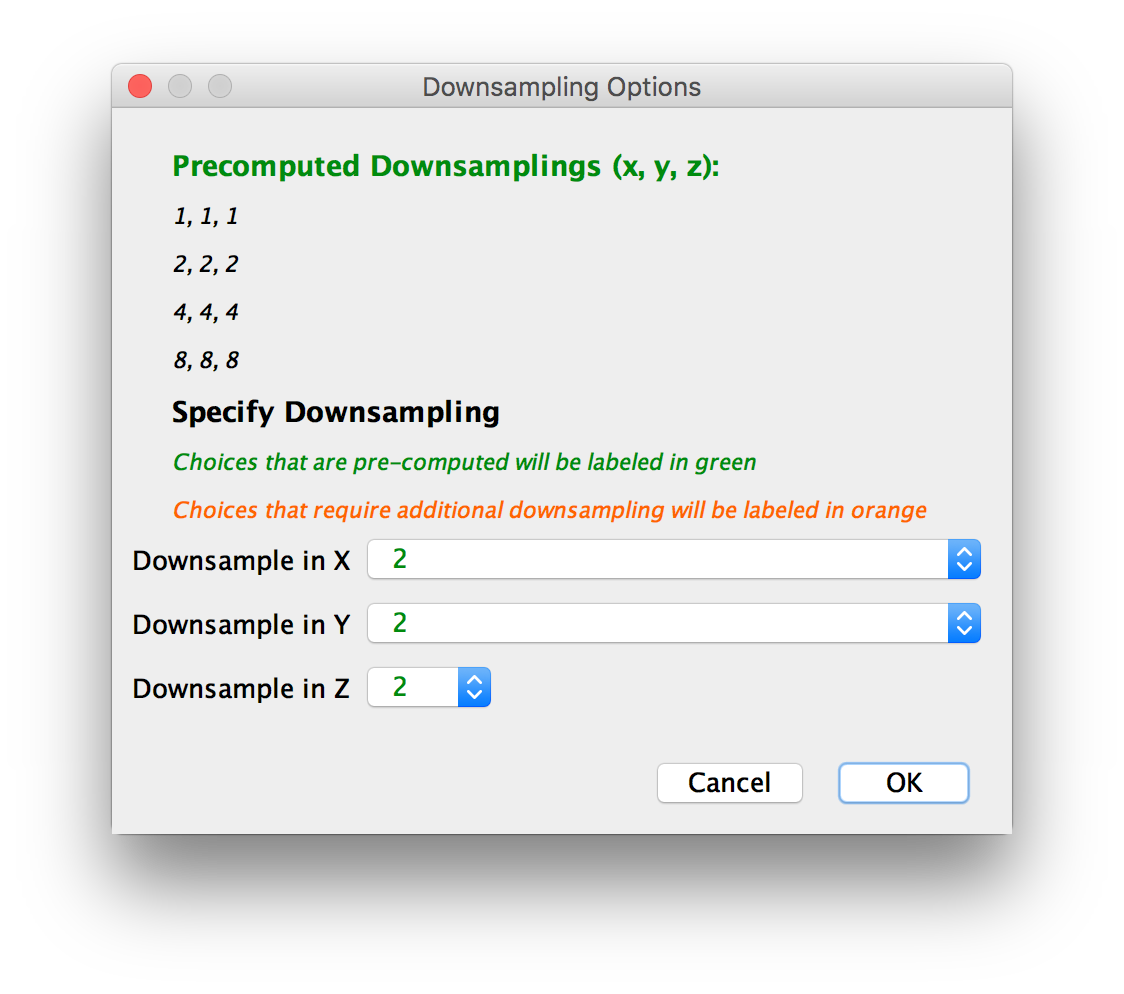 Downsampling Options
Precomputed Downsamplings (x, y, z):
1, 1, 1
2, 2, 2
4, 4, 4
8, 8, 8
Specify Downsampling
Choices that are pre-computed will be labeled in green
Choices that require additional downsampling will be labeled in orange
Downsample in X 2
Downsample in Y 2
Downsample in Z 2
Cancel OK